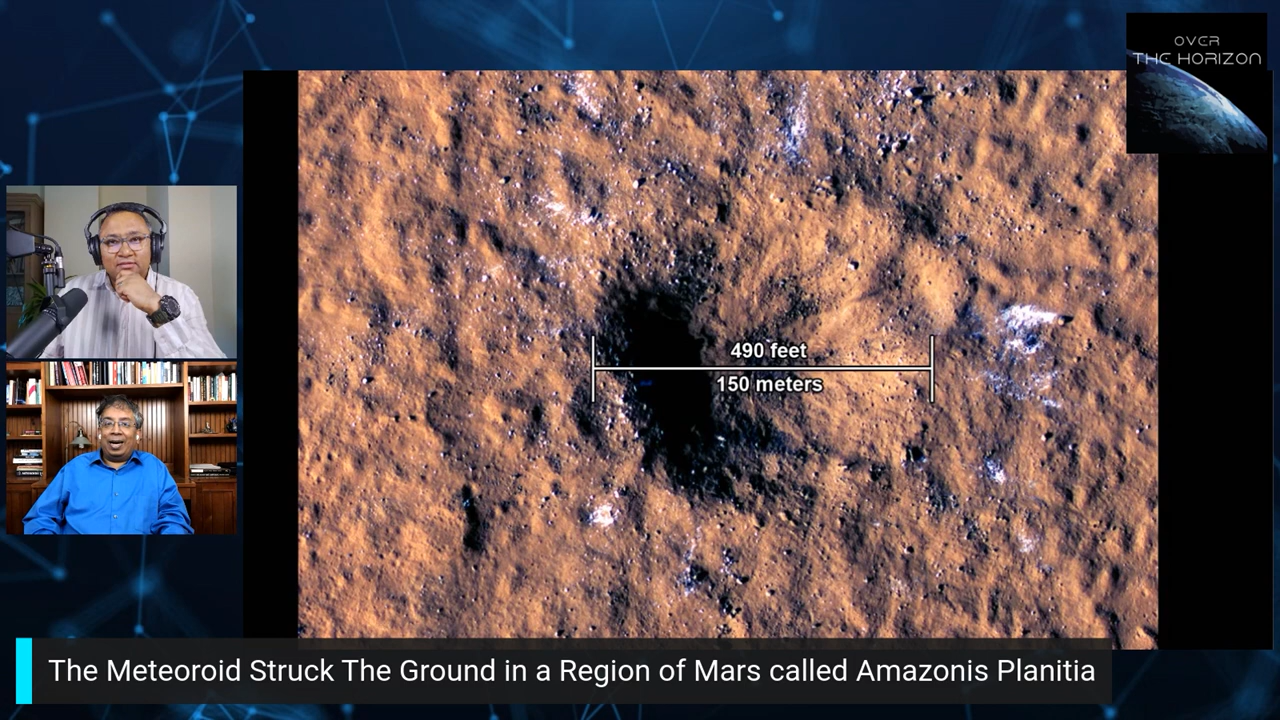 OVER
THE HORIZON
490 feet
150 meters
The Meteoroid Struck The Ground in a Region of Mars called Amazonis Planitia